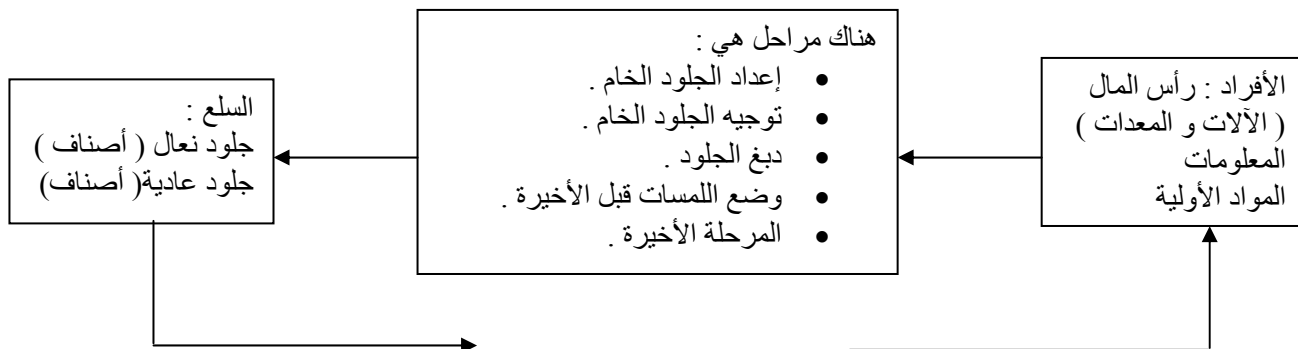 الأفراد : رأس المال
( الآلات و المعدات )
المعلومات
المواد الأولية
هناك مراحل هي :
• إعداد الجلود الخام .
• توجيه الجلود الخام .
• دبغ الجلود .
• وضع اللمسات قبل الأخيرة .
• المرحلة الأخيرة .
السلع :
جلود نعال ( أصناف )
جلود عادية( أصناف)